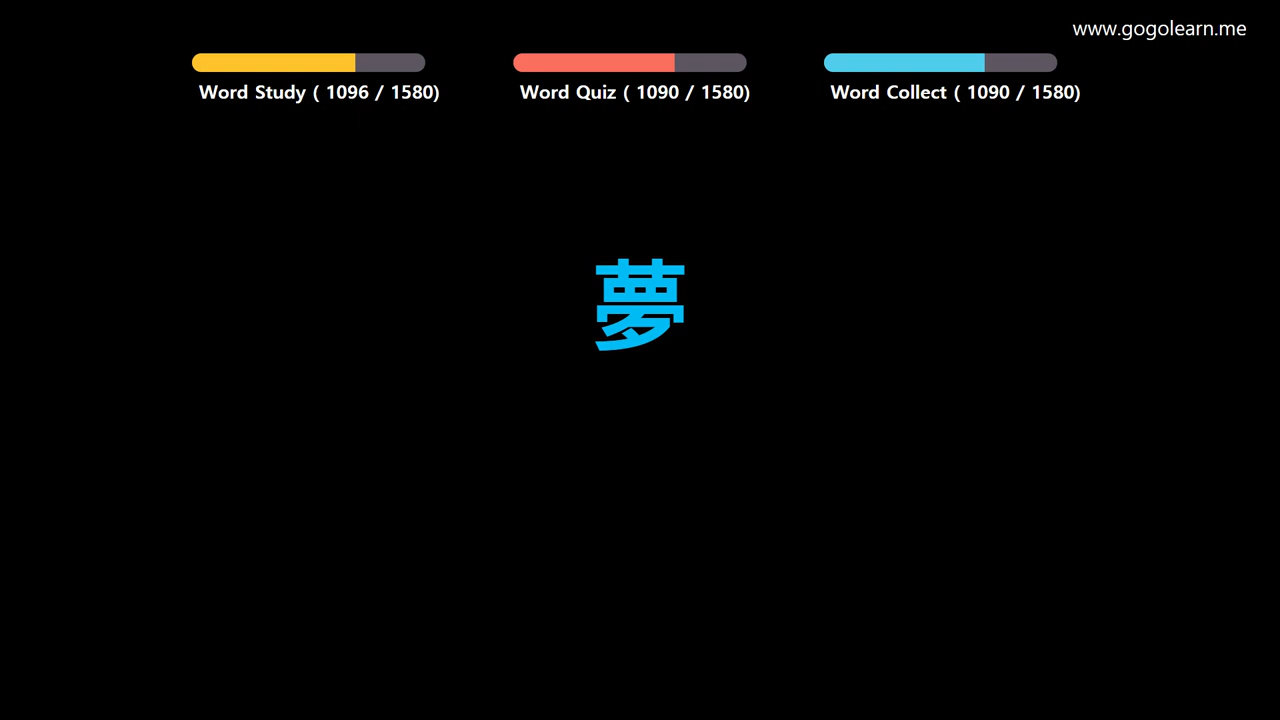 www.gogolearn.me
Word Study ( 1096 / 1580)
Word Quiz ( 1090 / 1580)
Word Collect ( 1090 / 1580)
夢